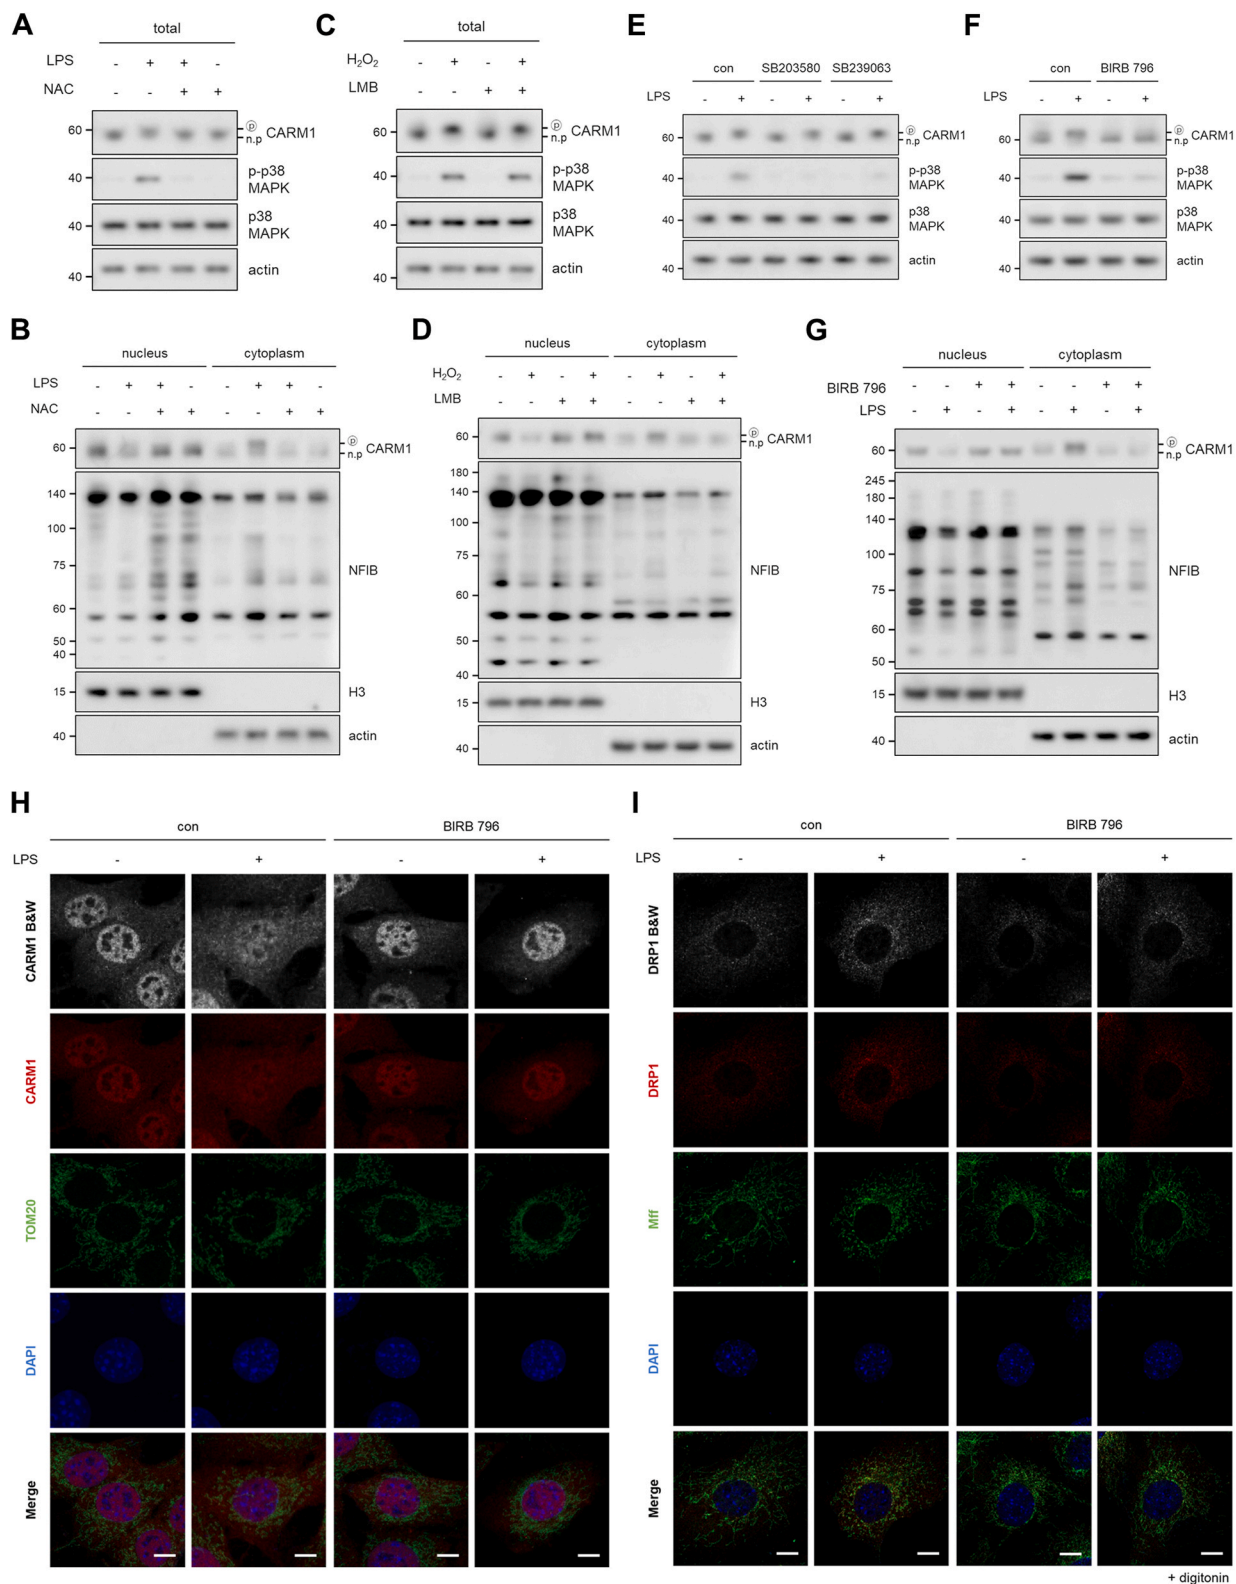 A
total
LPS - + + -
NAC - - + +
60
ⓟ
n.p
CARM1
40
p-p38
MAPK
40
p38
MAPK
40
actin
C
total
H₂O₂ - + - +
LMB - - + +
60
ⓟ
n.p
CARM1
40
p-p38
MAPK
40
p38
MAPK
40
actin
E
con SB203580 SB239063
LPS - + - + - +
60
ⓟ
n.p
CARM1
40
p-p38
MAPK
40
p38
MAPK
40
actin
F
con BIRB 796
LPS - + - +
60
ⓟ
n.p
CARM1
40
p-p38
MAPK
40
p38
MAPK
40
actin
B
nucleus cytoplasm
LPS - + + - - + + -
NAC - - + + - - + +
60
ⓟ
n.p
CARM1
140
100
75
60
50
40
NFIB
15
H3
40
actin
D
nucleus cytoplasm
H₂O₂ - + - + - + - +
LMB - - + + - - + +
60
ⓟ
n.p
CARM1
180
140
100
75
60
50
40
NFIB
15
H3
40
actin
G
nucleus cytoplasm
BIRB 796 - - + + - - + +
LPS - + - + - + - +
60
ⓟ
n.p
CARM1
245
180
140
100
75
60
50
NFIB
15
H3
40
actin
H
con BIRB 796
LPS - + - +
CARM1 B&W
CARM1
TOM20
DAPI
Merge
I
con BIRB 796
LPS - + - +
DRP1 B&W
DRP1
Mff
DAPI
Merge
+ digitonin